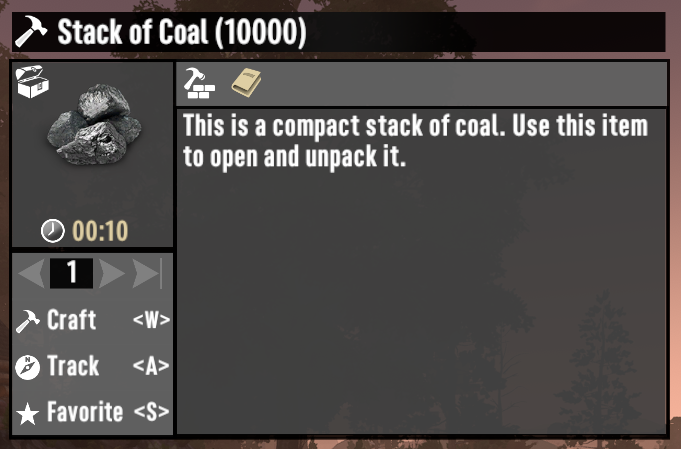 Stack of Coal (10000)
This is a compact stack of coal. Use this item
to open and unpack it.
00:10
1
Craft <W>
Track <A>
Favorite <S>